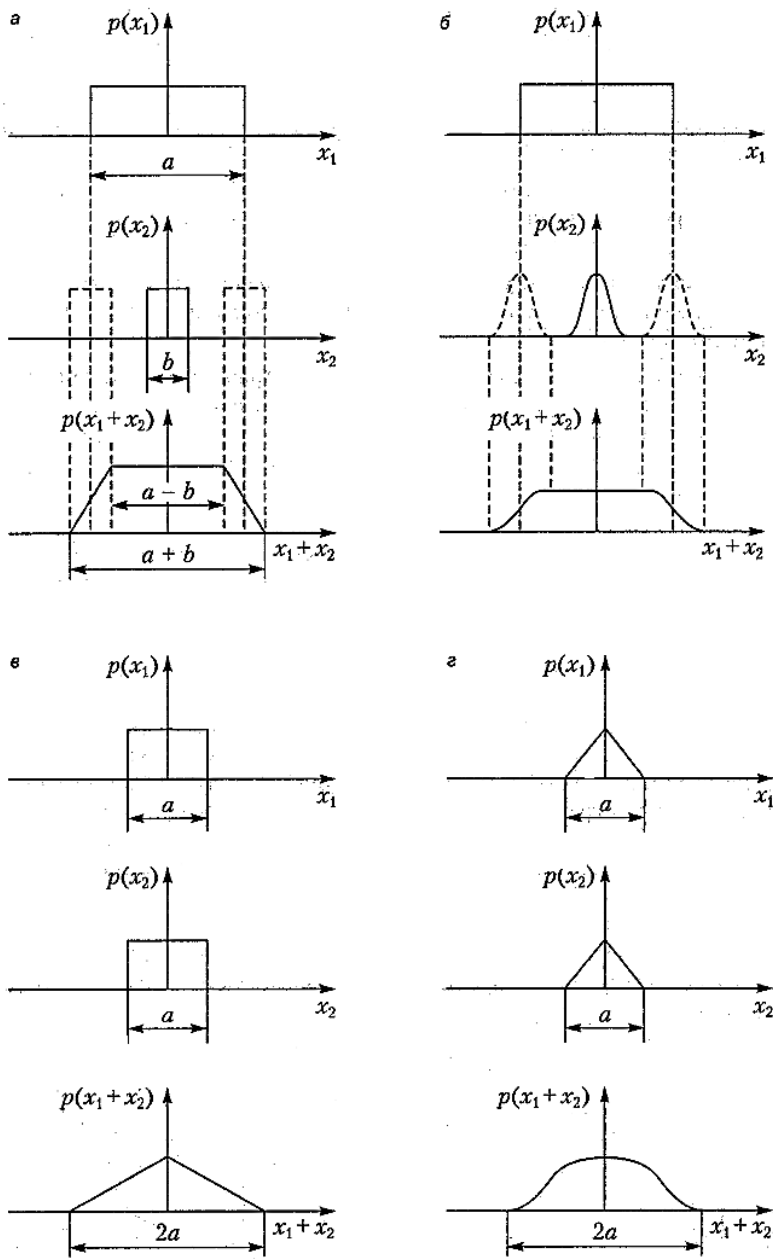 а
p(x₁)
x₁
a
p(x₂)
x₂
b
p(x₁+x₂)
a − b
x₁ + x₂
a + b
б
p(x₁)
x₁
p(x₂)
x₂
p(x₁+x₂)
x₁ + x₂
в
p(x₁)
x₁
a
p(x₂)
x₂
a
p(x₁+x₂)
x₁ + x₂
2a
г
p(x₁)
x₁
a
p(x₂)
x₂
a
p(x₁+x₂)
x₁ + x₂
2a